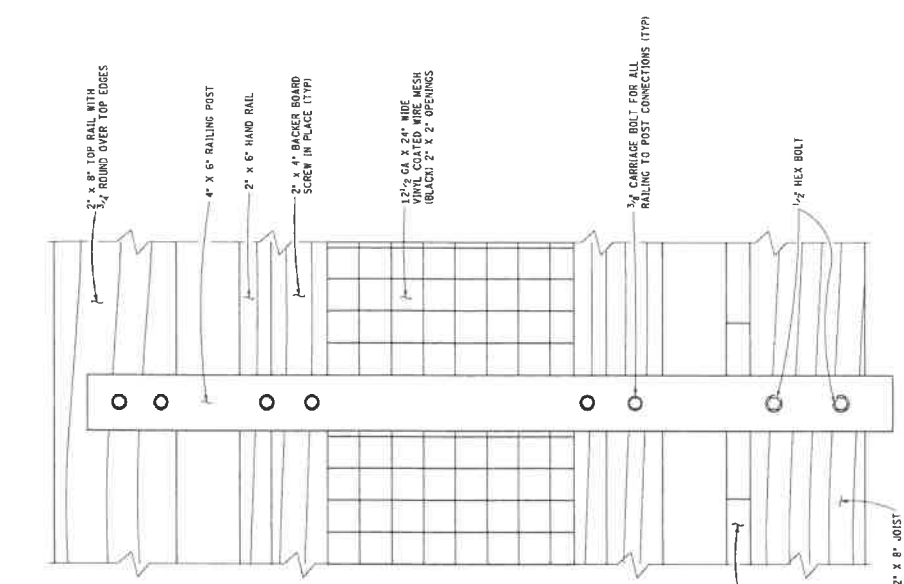 2" x 8" TOP RAIL WITH
3/4" ROUND OVER TOP EDGES
4" X 6" RAILING POST
2" x 6" HAND RAIL
2" x 4" BACKER BOARD
SCREW IN PLACE (TYP)
12 1/2 GA X 24" WIDE
VINYL COATED WIRE MESH
(BLACK) 2" X 2" OPENINGS
3/8" CARRIAGE BOLT FOR ALL
RAILING TO POST CONNECTIONS (TYP)
1/2" HEX BOLT
2" X 8" JOIST